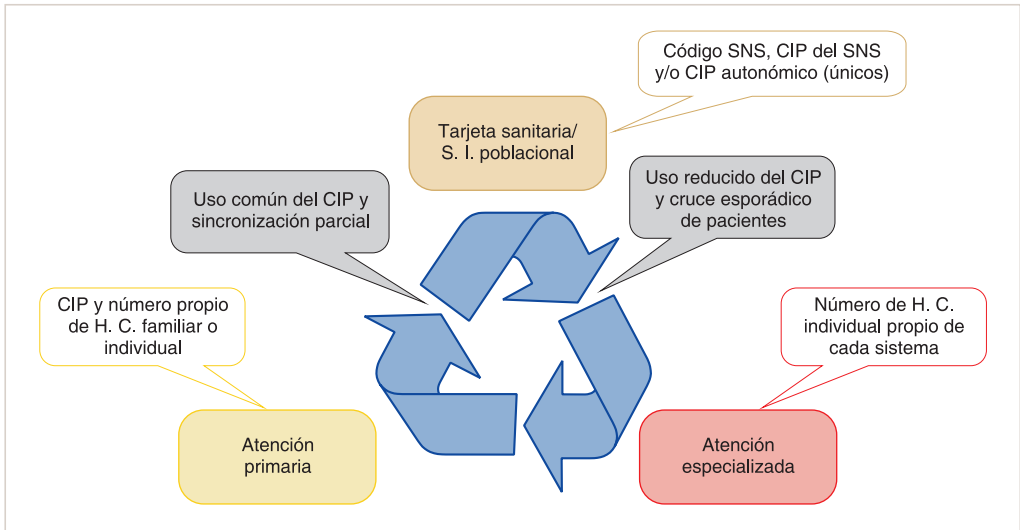 Código SNS, CIP del SNS
y/o CIP autonómico (únicos)
Tarjeta sanitaria/
S. I. poblacional
Uso común del CIP y
sincronización parcial
Uso reducido del CIP
y cruce esporádico
de pacientes
CIP y número propio
de H. C. familiar o
individual
Número de H. C.
individual propio de
cada sistema
Atención
primaria
Atención
especializada